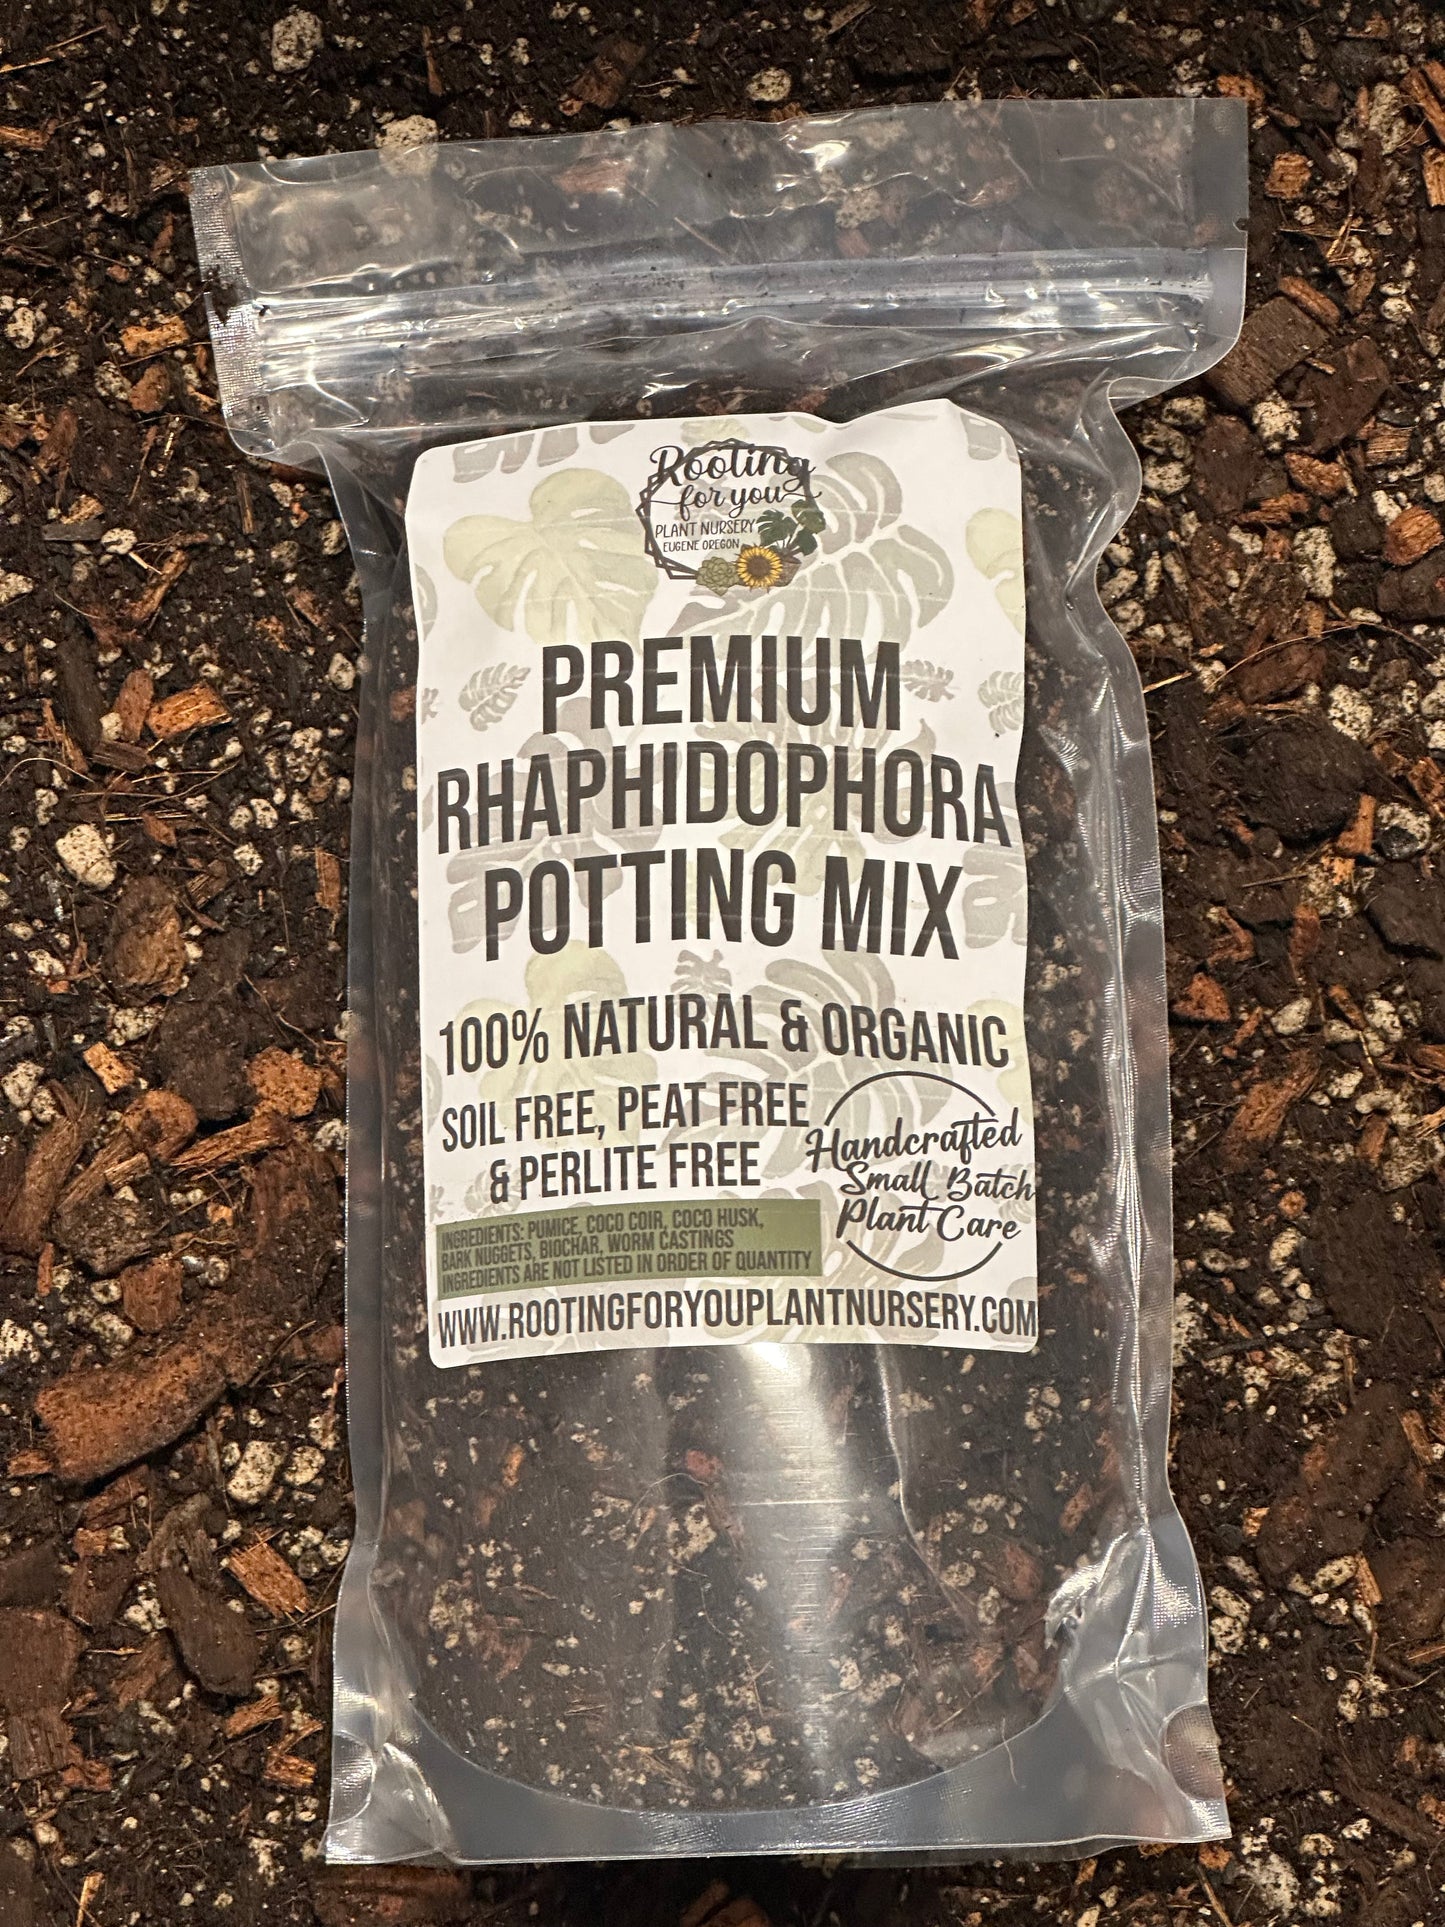 Rooting
for you
PLANT NURSERY
EUGENE OREGON
PREMIUM
RHAPHIDOPHORA
POTTING MIX
100% NATURAL & ORGANIC
SOIL FREE, PEAT FREE
& PERLITE FREE
Handcrafted
Small Batch
Plant Care
INGREDIENTS: PUMICE, COCO COIR, COCO HUSK,
BARK NUGGETS, BIOCHAR, WORM CASTINGS
INGREDIENTS ARE NOT LISTED IN ORDER OF QUANTITY
WWW.ROOTINGFORYOUPLANTNURSERY.COM